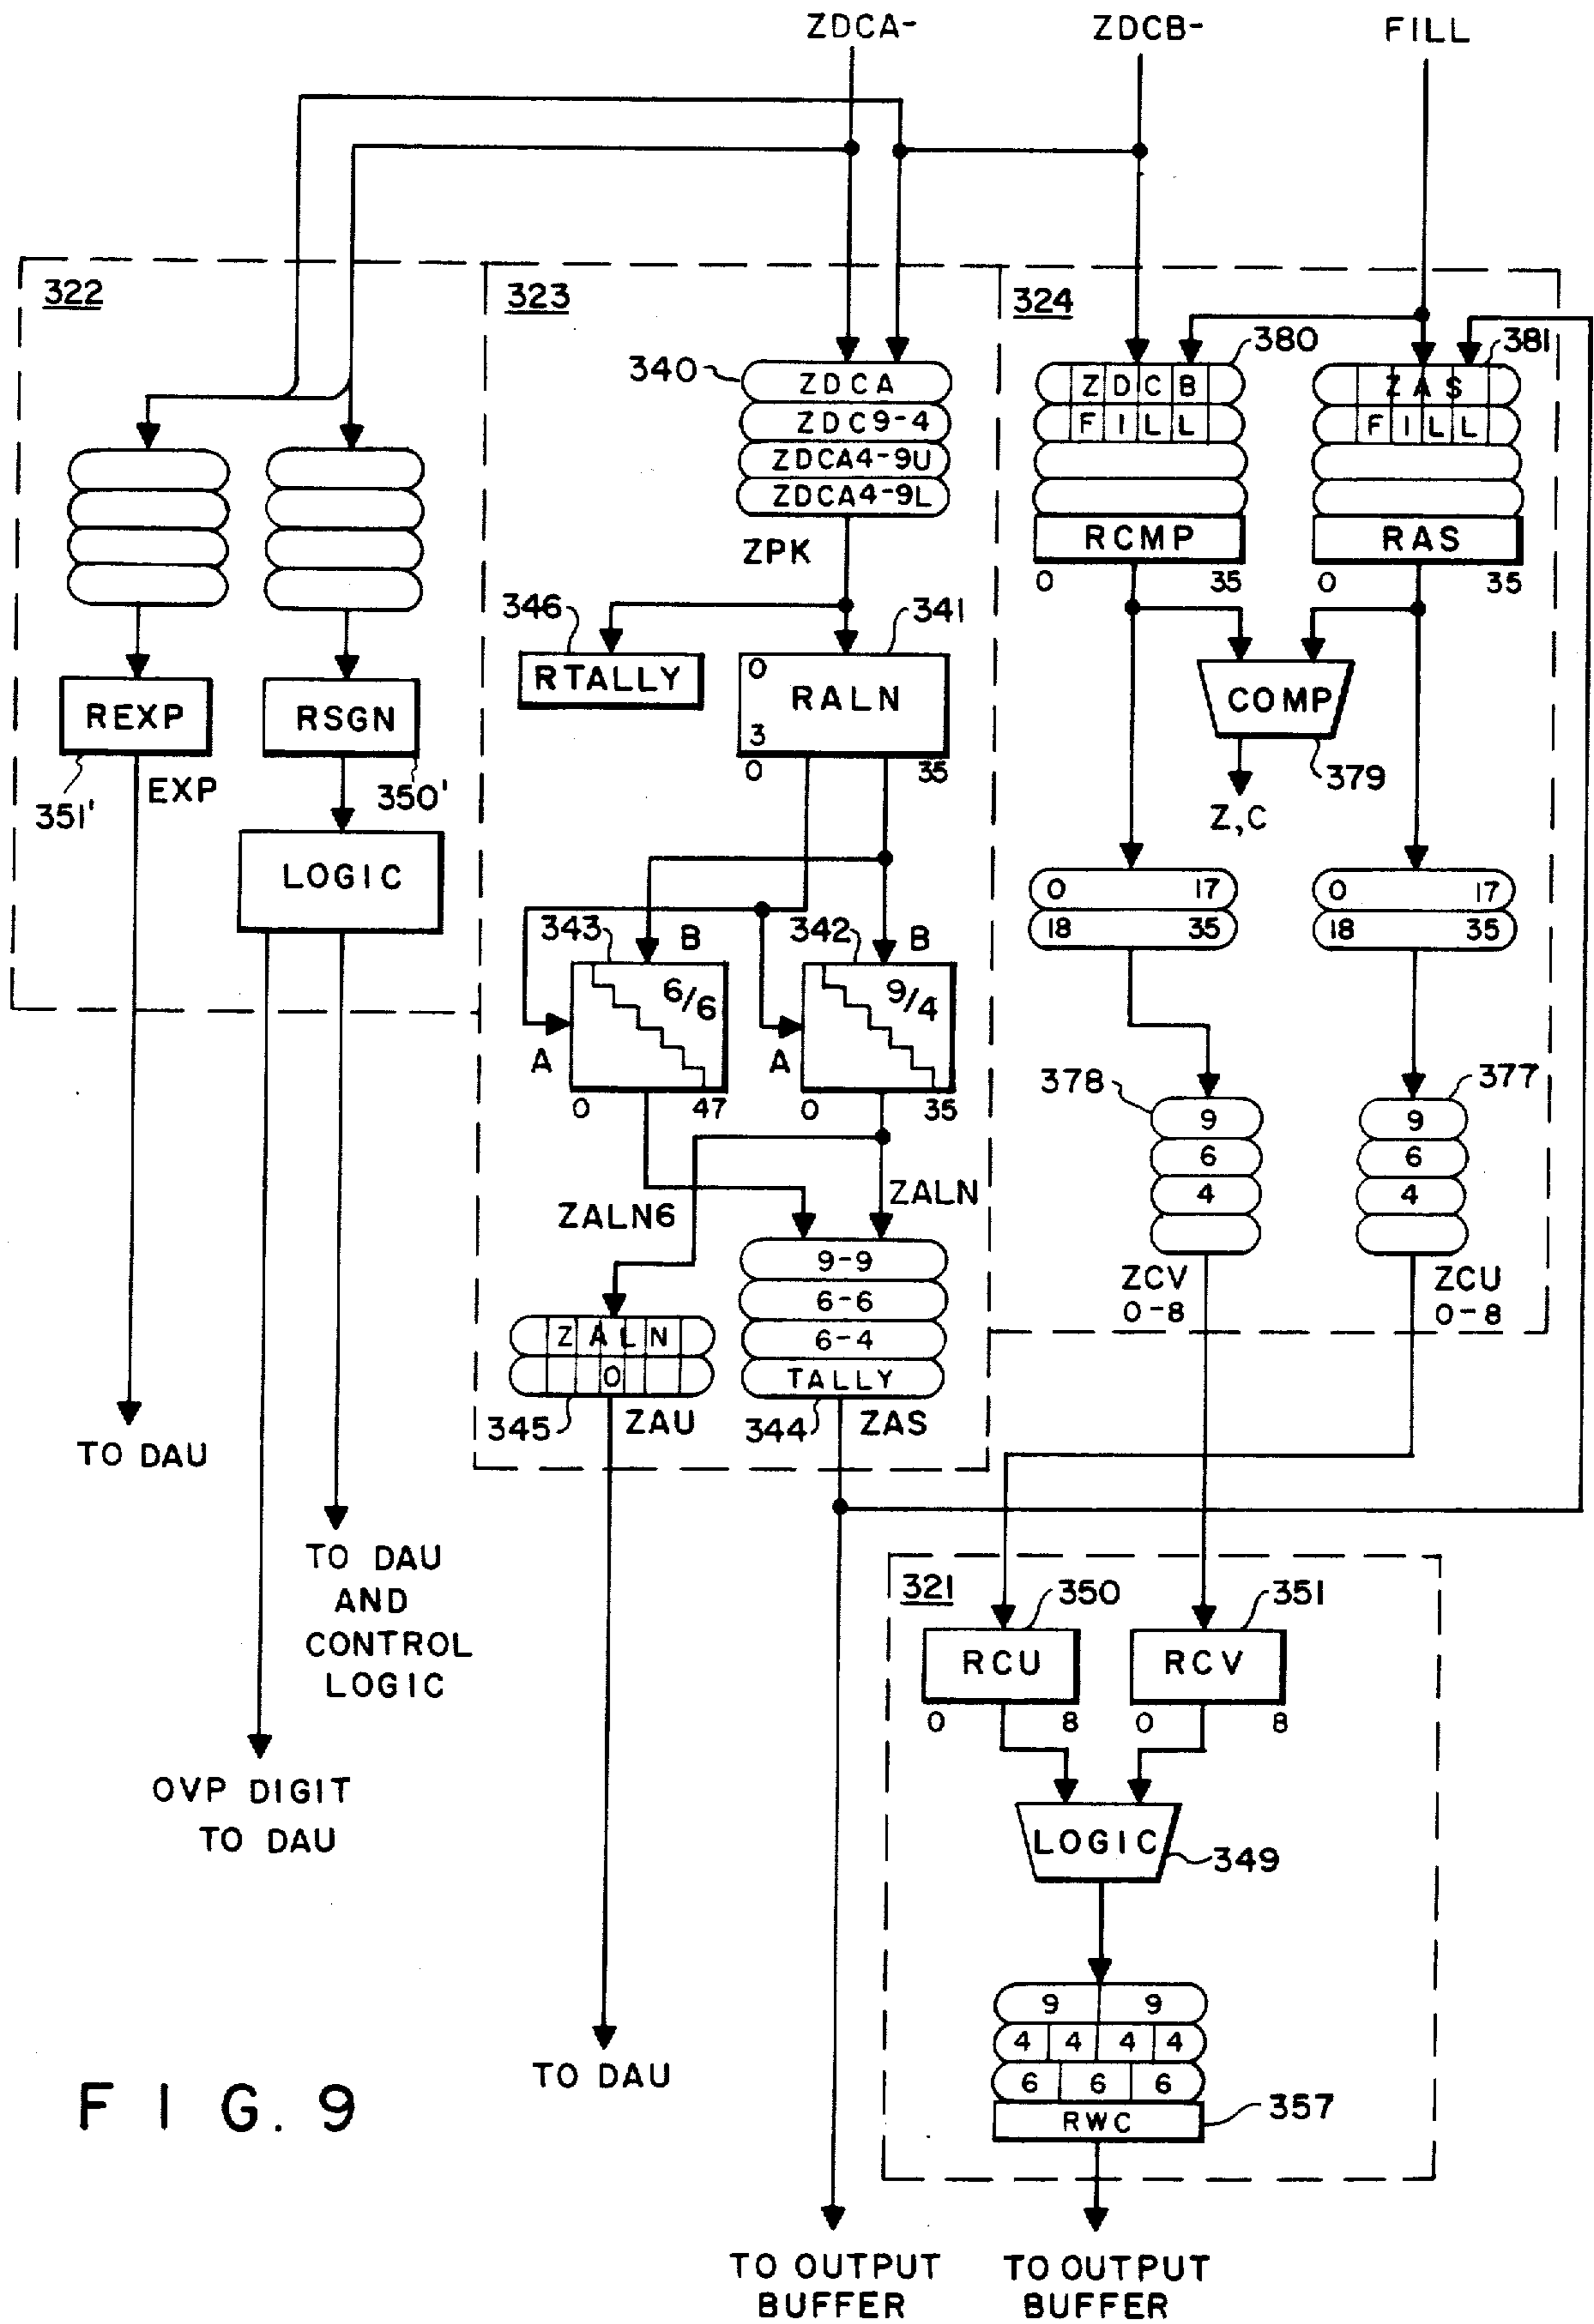 ZDCA-
ZDCB-
FILL
322
323
324
340
ZDCA
ZDC9-4
ZDCA4-9U
ZDCA4-9L
ZPK
380
ZDCB
FILL
RCMP
0 35
381
ZAS
FILL
RAS
0 35
346
RTALLY
341
0
RALN
3
0 35
REXP
351'
EXP
RSGN
350'
LOGIC
COMP
379
Z,C
0 17
18 35
0 17
18 35
343
B
6/6
A
0 47
342
B
9/4
A
0 35
378
9
6
4
377
9
6
4
ZCV
0-8
ZCU
0-8
ZALN6
ZALN
9-9
6-6
6-4
TALLY
344
ZAS
ZALN
0
345
ZAU
TO DAU
TO DAU
AND
CONTROL
LOGIC
OVP DIGIT
TO DAU
TO DAU
321
350
RCU
0 8
351
RCV
0 8
LOGIC
349
9 9
4 4 4 4
6 6 6
RWC
357
TO OUTPUT
BUFFER
TO OUTPUT
BUFFER
FIG. 9